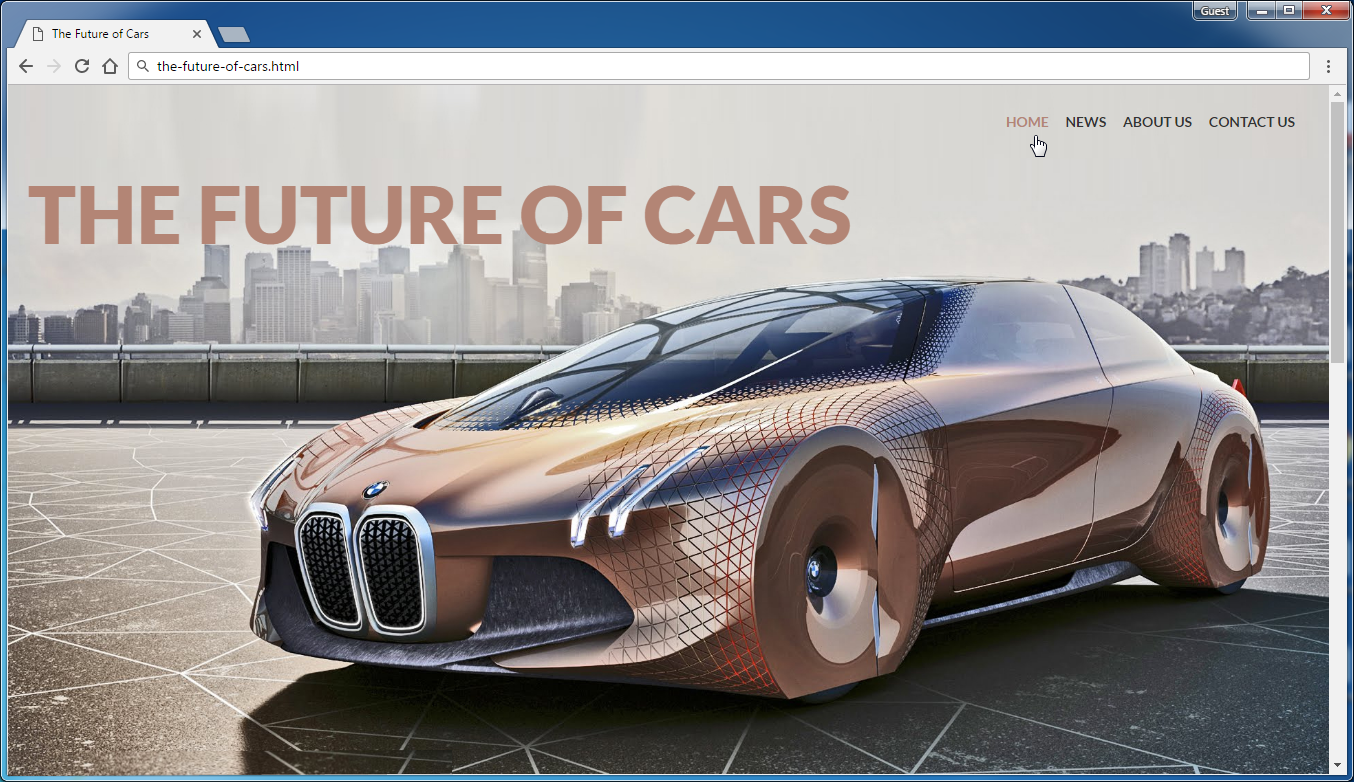 Guest
The Future of Cars
the-future-of-cars.html
HOME NEWS ABOUT US CONTACT US
THE FUTURE OF CARS